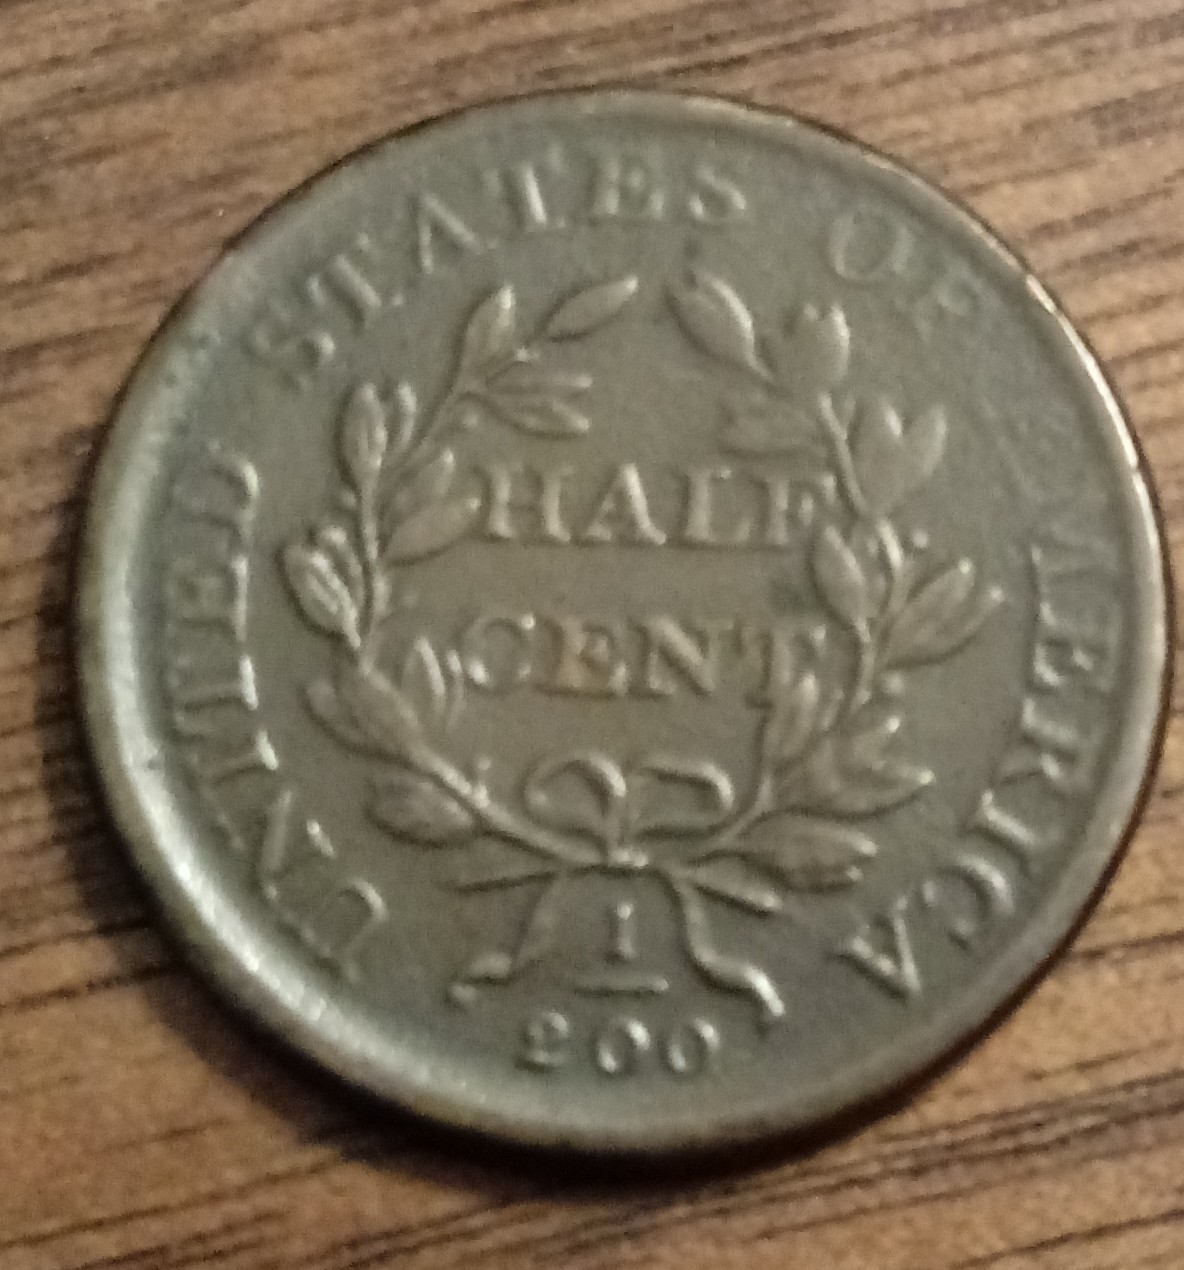 UNITED STATES OF AMERICA
HALF
CENT
1
200